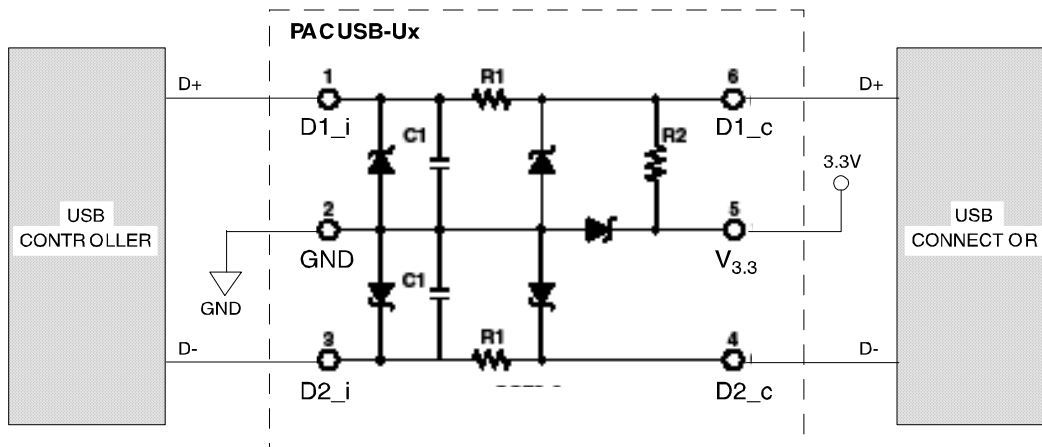 PACUSB-Ux
D+
1
R1
6
D+
D1_i
C1
R2
D1_c
3.3V
USB
CONTROLLER
2
5
USB
CONNECTOR
GND
V3.3
GND
C1
D-
3
R1
4
D-
D2_i
D2_c